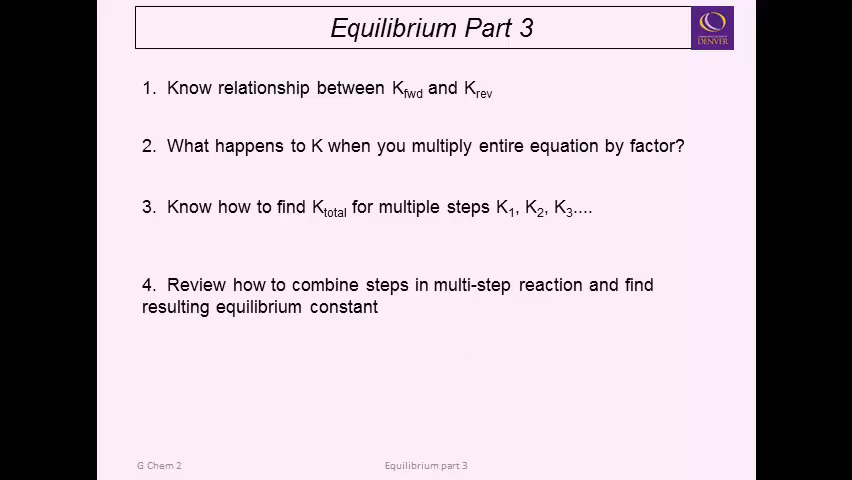 Equilibrium Part 3
DENVER
1. Know relationship between Kfwd and Krev
2. What happens to K when you multiply entire equation by factor?
3. Know how to find Ktotal for multiple steps K1, K2, K3....
4. Review how to combine steps in multi-step reaction and find
resulting equilibrium constant
G Chem 2
Equilibrium part 3